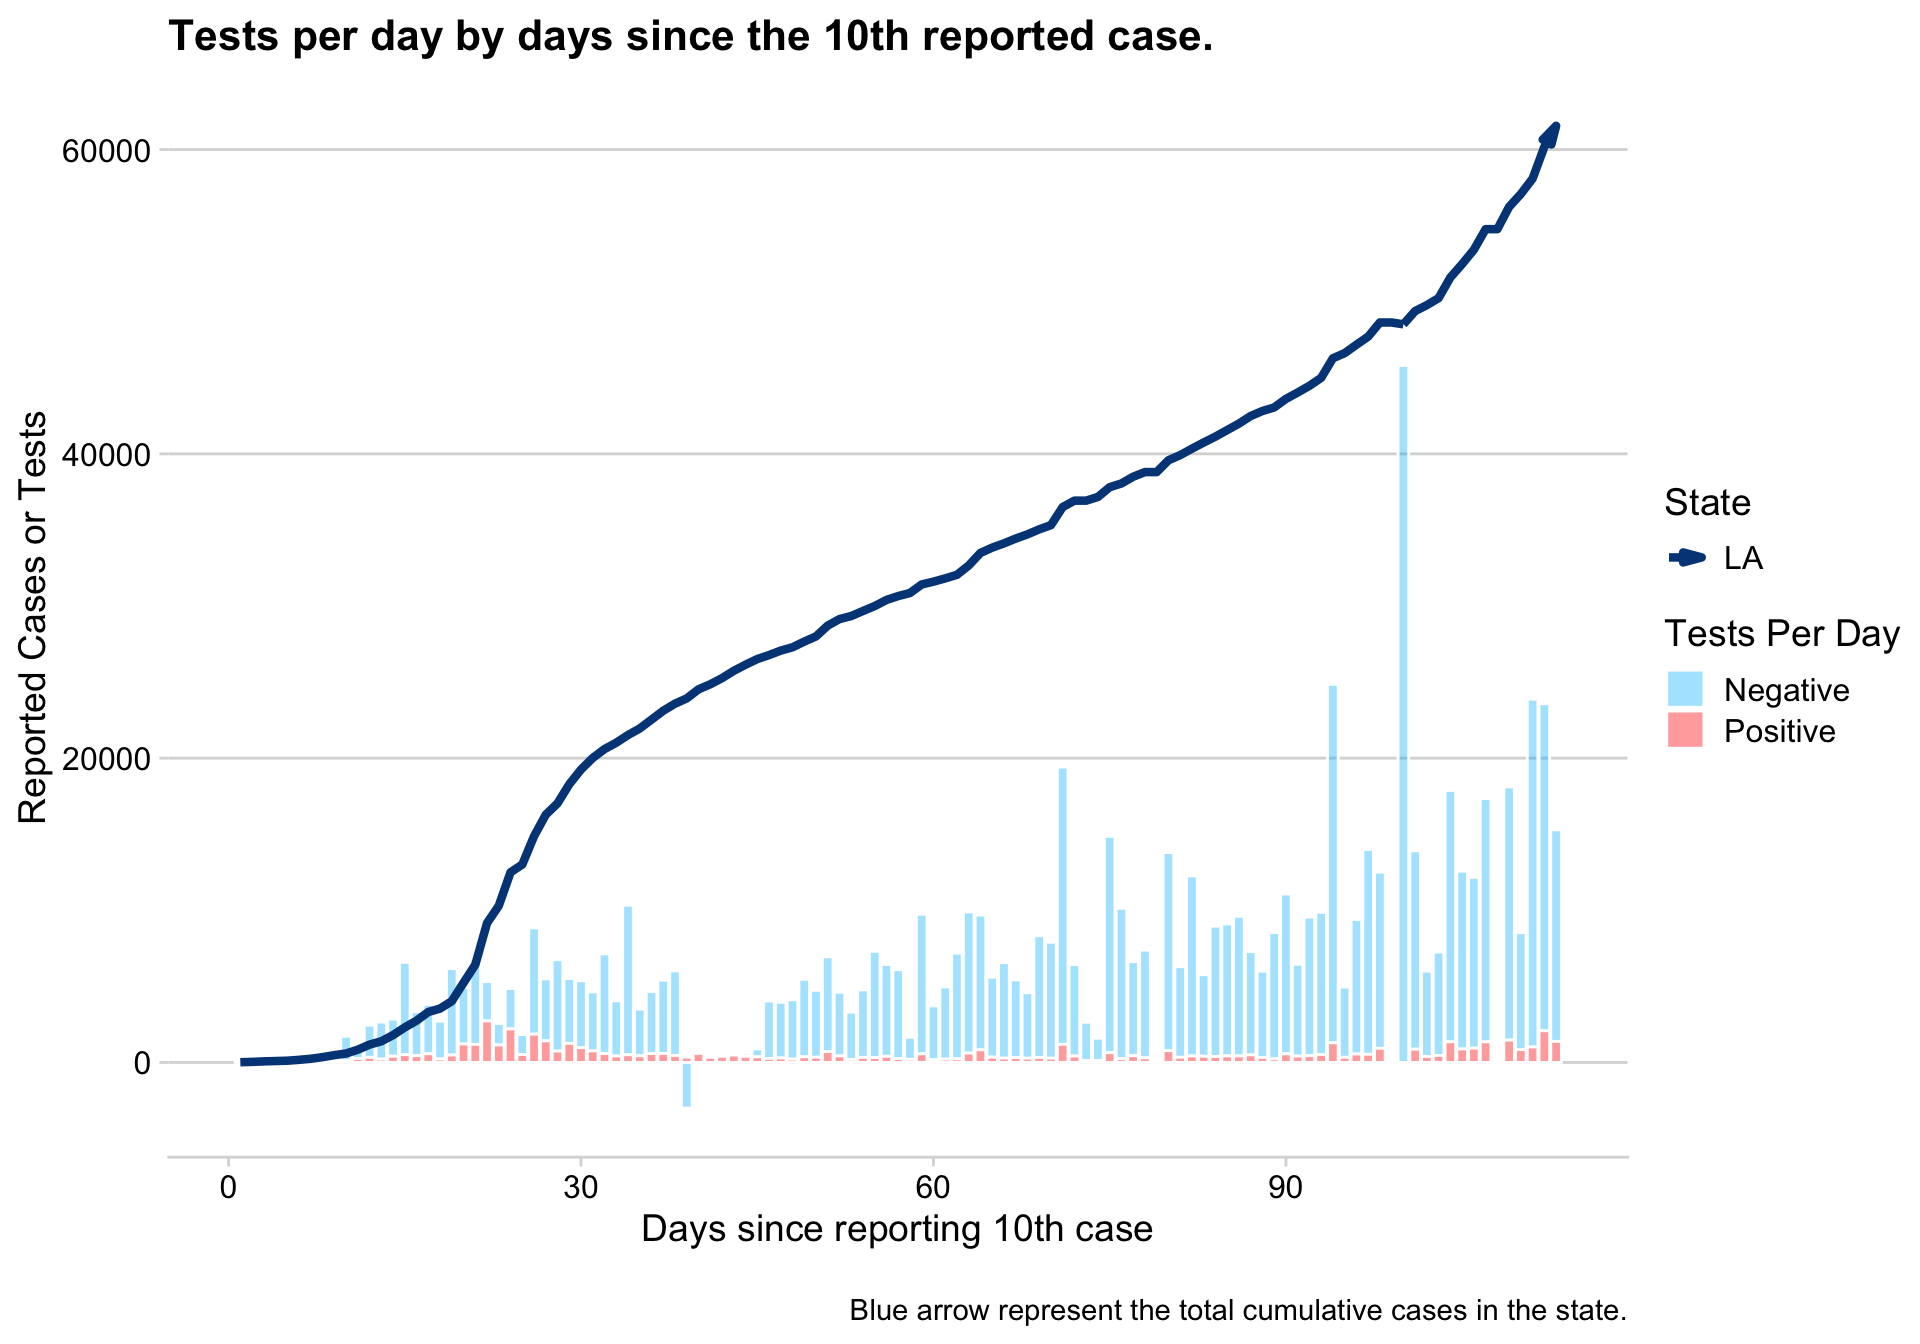 Tests per day by days since the 10th reported case.
60000
40000
20000
0
Reported Cases or Tests
0
30
60
90
Days since reporting 10th case
State
LA
Tests Per Day
Negative
Positive
Blue arrow represent the total cumulative cases in the state.